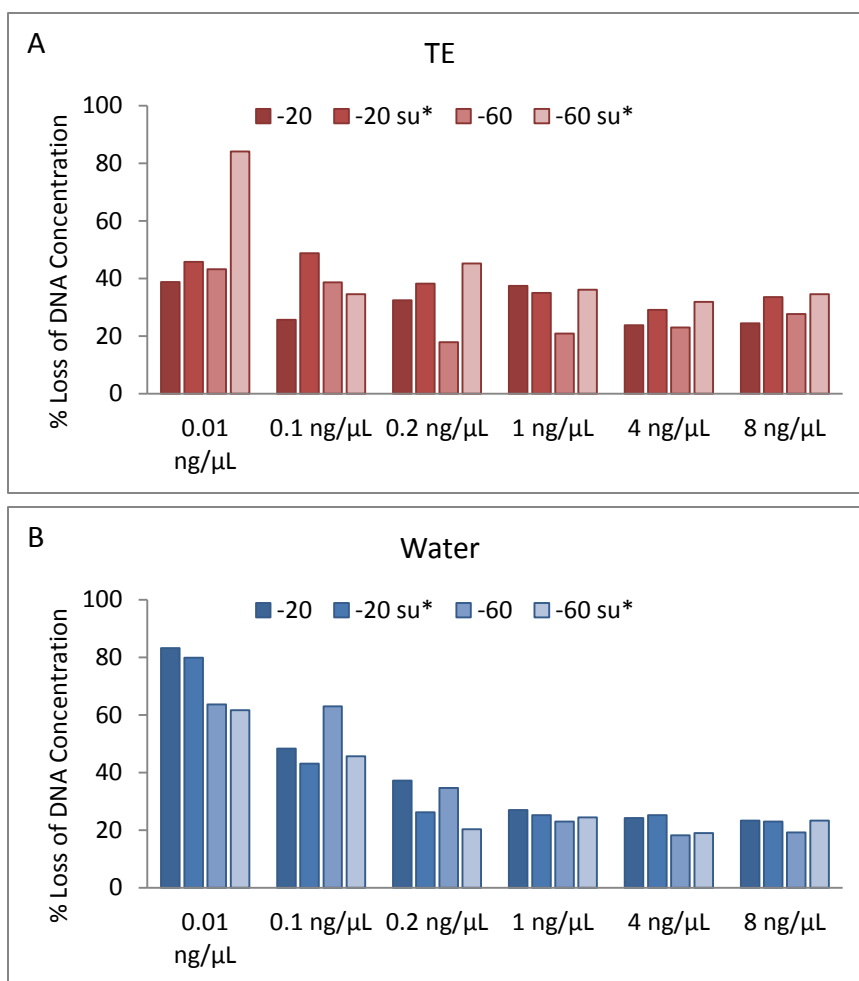 A
TE
-20 -20 su* -60 -60 su*
% Loss of DNA Concentration
100
80
60
40
20
0
0.01 ng/µL 0.1 ng/µL 0.2 ng/µL 1 ng/µL 4 ng/µL 8 ng/µL
B
Water
-20 -20 su* -60 -60 su*
% Loss of DNA Concentration
100
80
60
40
20
0
0.01 ng/µL 0.1 ng/µL 0.2 ng/µL 1 ng/µL 4 ng/µL 8 ng/µL